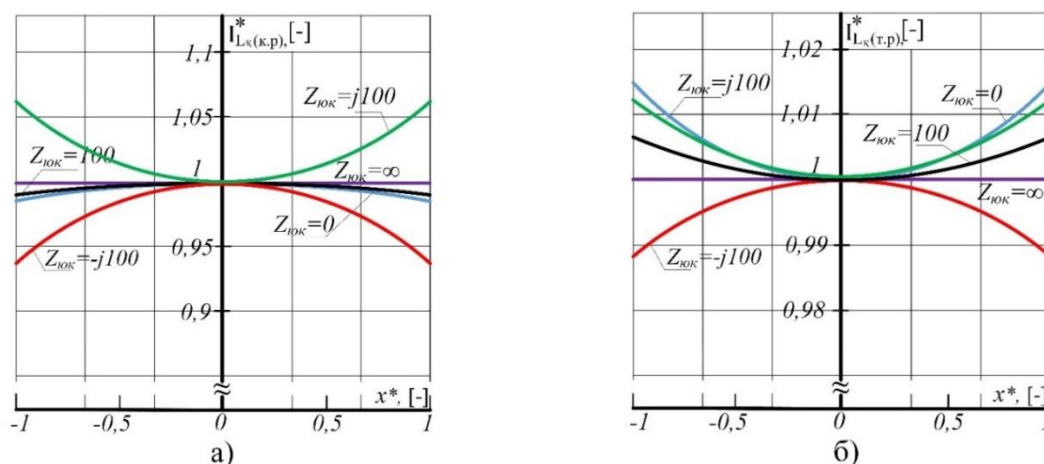 I*Lк(к.р), [-]
1,1
Zюк=j100
1,05
Zюк=100
1
Zюк=∞
0,95
Zюк=0
Zюк=-j100
0,9
≈
x*, [-]
-1 -0,5 0 0,5 1
а)
I*Lк(т.р), [-]
1,02
Zюк=j100
Zюк=0
1,01
Zюк=100
1
Zюк=∞
0,99
Zюк=-j100
0,98
≈
x*, [-]
-1 -0,5 0 0,5 1
б)